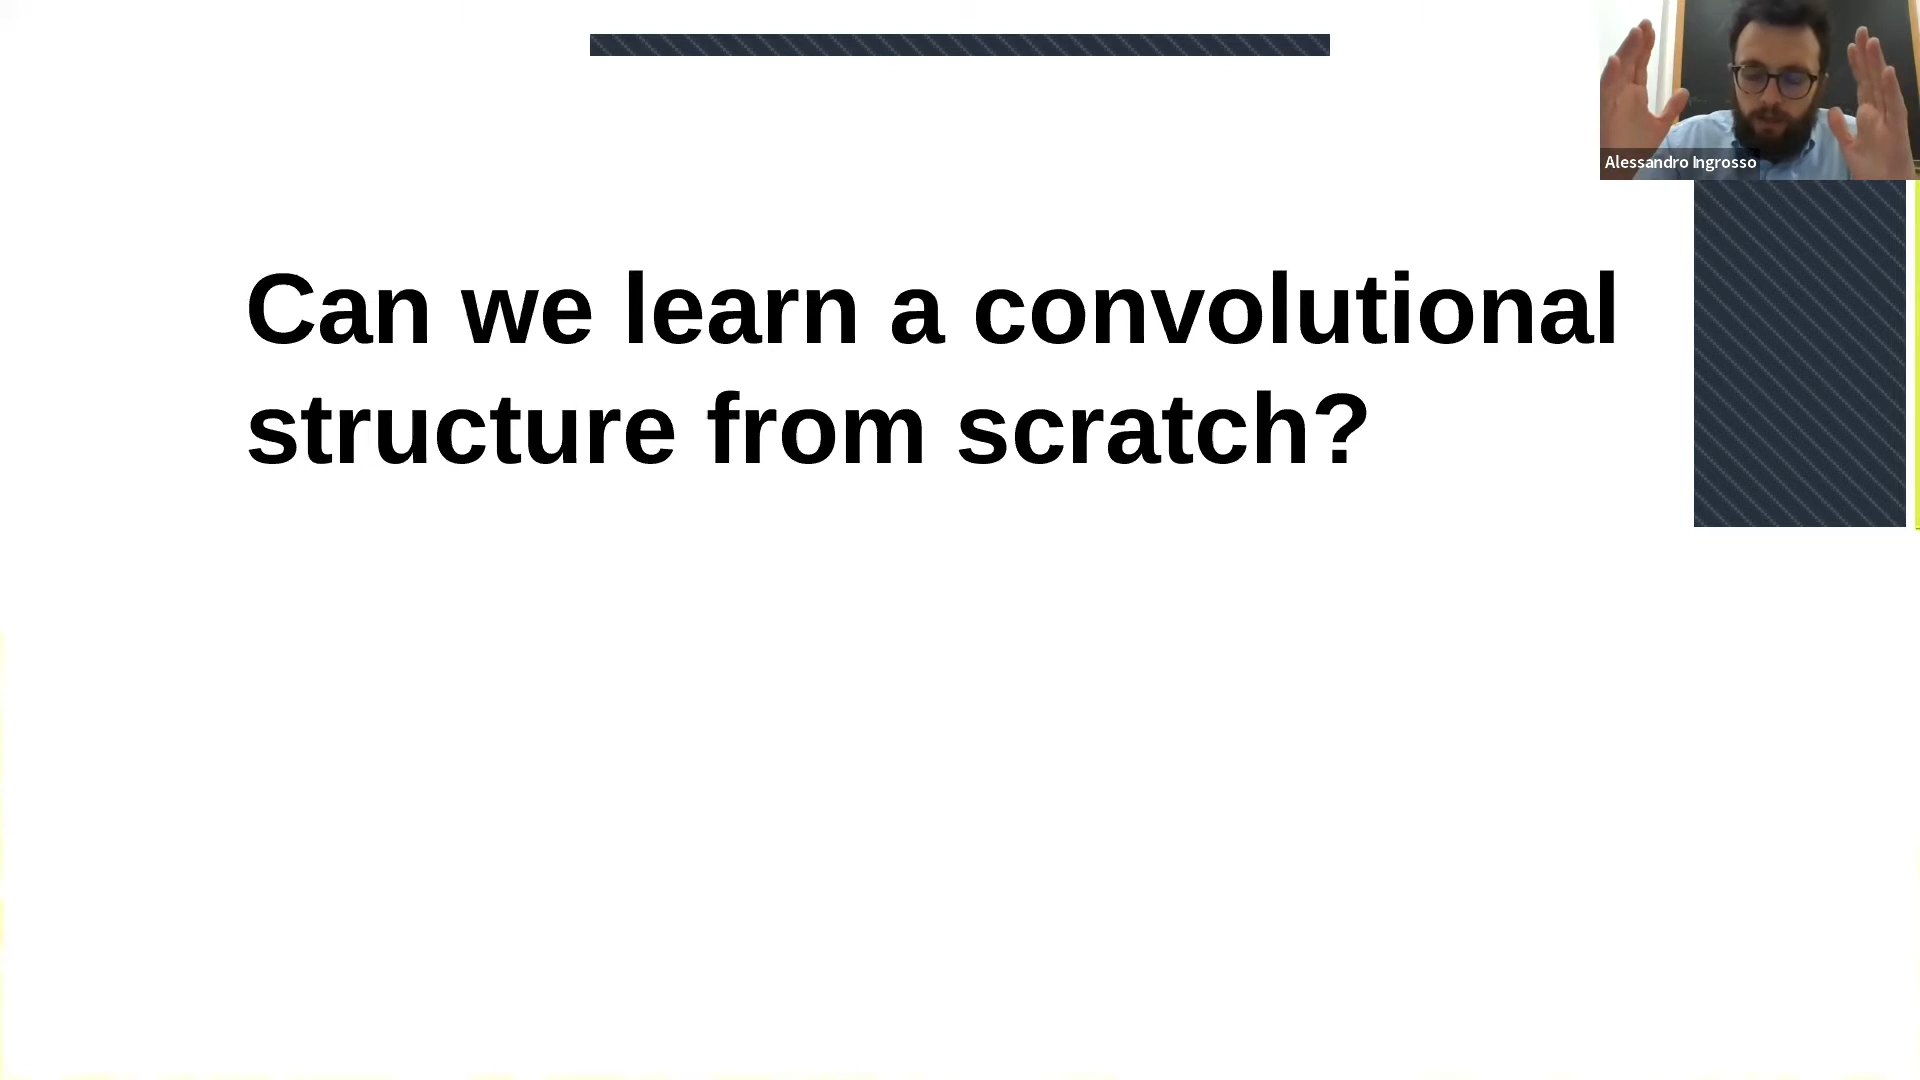 Alessandro Ingrosso
Can we learn a convolutional
structure from scratch?